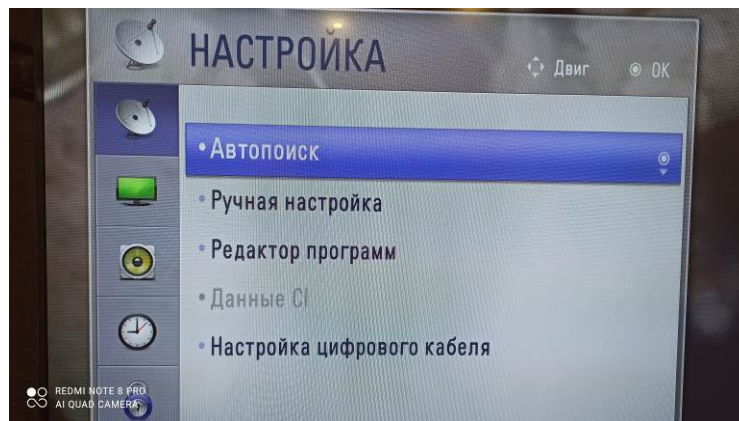 НАСТРОЙКА
Двиг
OK
• Автопоиск
• Ручная настройка
• Редактор программ
• Данные CI
• Настройка цифрового кабеля
REDMI NOTE 8 PRO
AI QUAD CAMERA